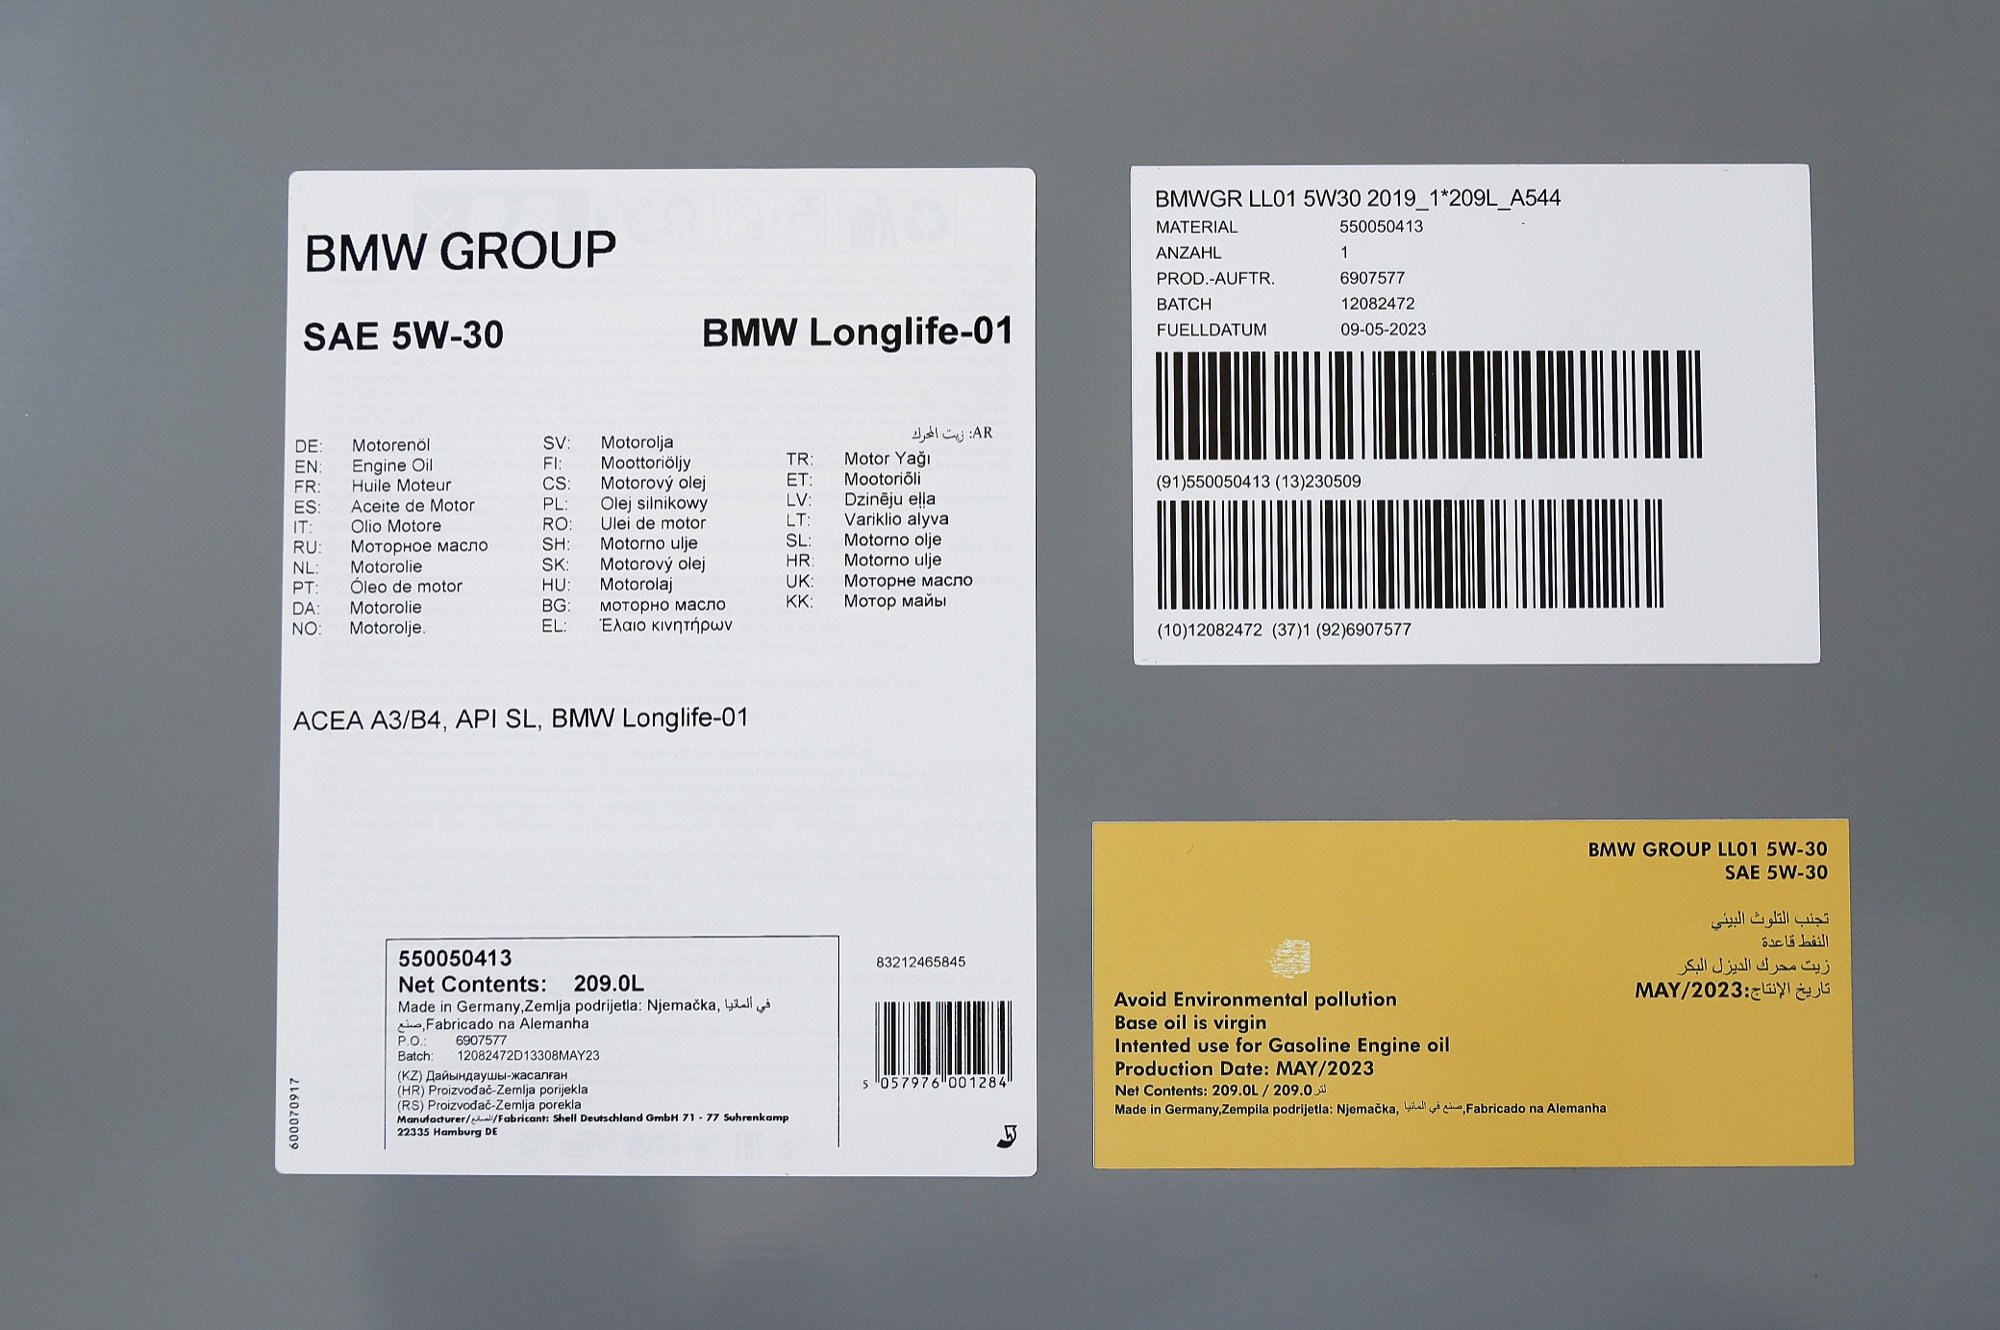 BMW GROUP
SAE 5W-30
BMW Longlife-01
DE: Motorenöl
EN: Engine Oil
FR: Huile Moteur
ES: Aceite de Motor
IT: Olio Motore
RU: Моторное масло
NL: Motorolie
PT: Óleo de motor
DA: Motorolie
NO: Motorolje.
SV: Motorolja
FI: Moottoriöljy
CS: Motorový olej
PL: Olej silnikowy
RO: Ulei de motor
SH: Motorno ulje
SK: Motorový olej
HU: Motorolaj
BG: моторно масло
EL: Έλαιο κινητήρων
AR: زيت المحرك
TR: Motor Yağı
ET: Mootoriõli
LV: Dzinēju eļļa
LT: Variklio alyva
SL: Motorno olje
HR: Motorno ulje
UK: Моторне масло
KK: Мотор майы
ACEA A3/B4, API SL, BMW Longlife-01
550050413
Net Contents: 209.0L
Made in Germany,Zemlja podrijetla: Njemačka, في ألمانيا
صنع,Fabricado na Alemanha
P.O.: 6907577
Batch: 12082472D13308MAY23
(KZ) Дайындаушы-жасалған
(HR) Proizvođač-Zemlja porijekla
(RS) Proizvođač-Zemlja porekla
Manufacturer/الصانع/Fabricant: Shell Deutschland GmbH 71 - 77 Suhrenkamp
22335 Hamburg DE
83212465845
5 057976 001284
600070917
BMWGR LL01 5W30 2019_1*209L_A544
MATERIAL 550050413
ANZAHL 1
PROD.-AUFTR. 6907577
BATCH 12082472
FUELLDATUM 09-05-2023
(91)550050413 (13)230509
(10)12082472 (37)1 (92)6907577
BMW GROUP LL01 5W-30
SAE 5W-30
تجنب التلوث البيئي
النفط قاعدة
زيت محرك الديزل البكر
تاريخ الإنتاج:MAY/2023
Avoid Environmental pollution
Base oil is virgin
Intented use for Gasoline Engine oil
Production Date: MAY/2023
Net Contents: 209.0L / 209.0 لتر
Made in Germany,Zempila podrijetla: Njemačka, صنع في المانيا,Fabricado na Alemanha